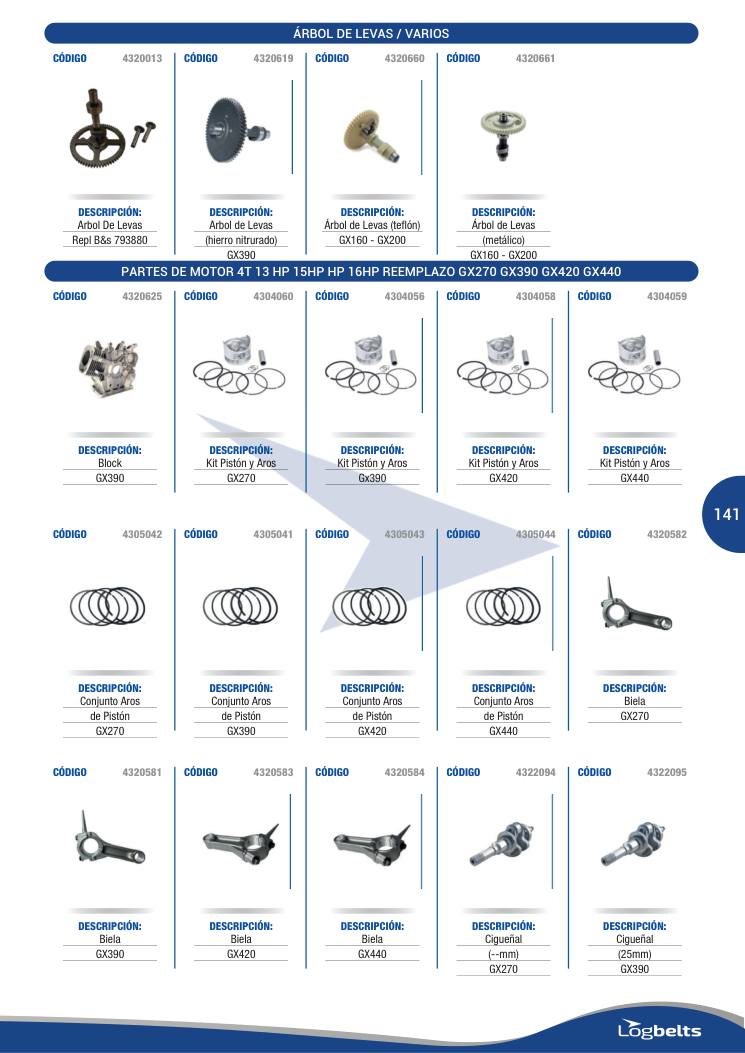 ÁRBOL DE LEVAS / VARIOS
CÓDIGO 4320013
DESCRIPCIÓN:
Arbol De Levas
Repl B&s 793880
CÓDIGO 4320619
DESCRIPCIÓN:
Arbol de Levas
(hierro nitrurado)
GX390
CÓDIGO 4320660
DESCRIPCIÓN:
Árbol de Levas (teflón)
GX160 - GX200
CÓDIGO 4320661
DESCRIPCIÓN:
Árbol de Levas
(metálico)
GX160 - GX200
PARTES DE MOTOR 4T 13 HP 15HP HP 16HP REEMPLAZO GX270 GX390 GX420 GX440
CÓDIGO 4320625
DESCRIPCIÓN:
Block
GX390
CÓDIGO 4304060
DESCRIPCIÓN:
Kit Pistón y Aros
GX270
CÓDIGO 4304056
DESCRIPCIÓN:
Kit Pistón y Aros
Gx390
CÓDIGO 4304058
DESCRIPCIÓN:
Kit Pistón y Aros
GX420
CÓDIGO 4304059
DESCRIPCIÓN:
Kit Pistón y Aros
GX440
141
CÓDIGO 4305042
DESCRIPCIÓN:
Conjunto Aros
de Pistón
GX270
CÓDIGO 4305041
DESCRIPCIÓN:
Conjunto Aros
de Pistón
GX390
CÓDIGO 4305043
DESCRIPCIÓN:
Conjunto Aros
de Pistón
GX420
CÓDIGO 4305044
DESCRIPCIÓN:
Conjunto Aros
de Pistón
GX440
CÓDIGO 4320582
DESCRIPCIÓN:
Biela
GX270
CÓDIGO 4320581
DESCRIPCIÓN:
Biela
GX390
CÓDIGO 4320583
DESCRIPCIÓN:
Biela
GX420
CÓDIGO 4320584
DESCRIPCIÓN:
Biela
GX440
CÓDIGO 4322094
DESCRIPCIÓN:
Cigueñal
(--mm)
GX270
CÓDIGO 4322095
DESCRIPCIÓN:
Cigueñal
(25mm)
GX390
Logbelts